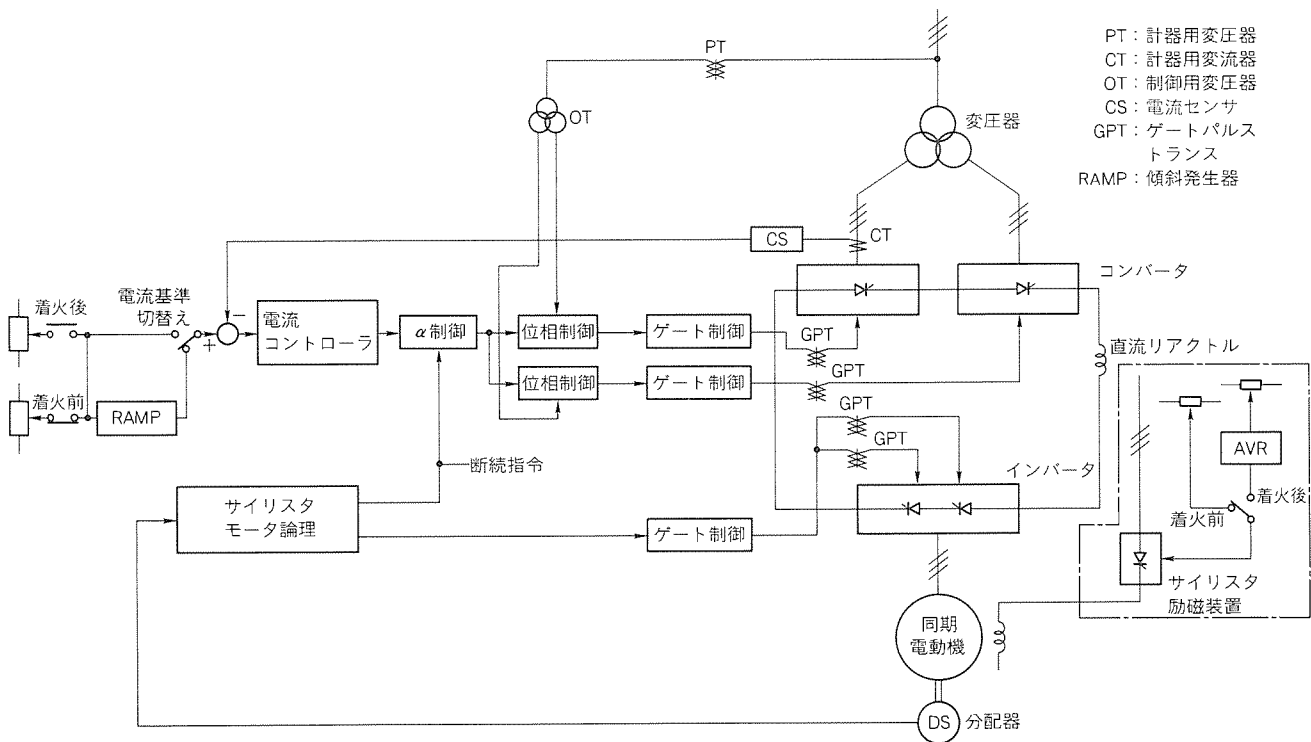 PT
PT：計器用変圧器
CT：計器用変流器
OT：制御用変圧器
CS：電流センサ
GPT：ゲートパルス
トランス
RAMP：傾斜発生器
OT
変圧器
CS
CT
コンバータ
着火後
電流基準
切替え
−
+
電流
コントローラ
α制御
位相制御
ゲート制御
GPT
直流リアクトル
着火前
RAMP
位相制御
ゲート制御
GPT
GPT
GPT
AVR
断続指令
インバータ
着火後
着火前
サイリスタ
モータ論理
ゲート制御
サイリスタ
励磁装置
同期
電動機
DS
分配器